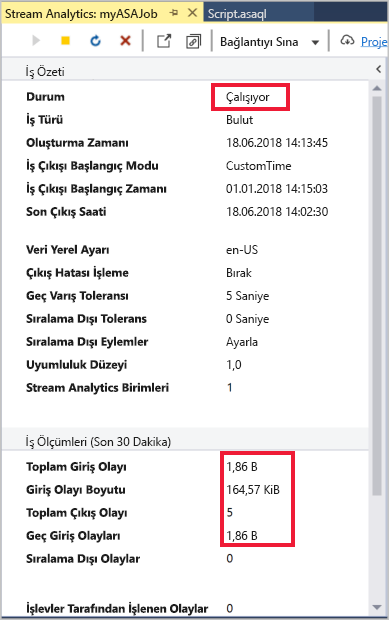 Stream Analytics: myASAJob Script.asaql
Bağlantıyı Sına Proje
İş Özeti
Durum Çalışıyor
İş Türü Bulut
Oluşturma Zamanı 18.06.2018 14:13:45
İş Çıkışı Başlangıç Modu CustomTime
İş Çıkışı Başlangıç Zamanı 01.01.2018 14:15:03
Son Çıkış Saati 18.06.2018 14:02:30
Veri Yerel Ayarı en-US
Çıkış Hatası İşleme Bırak
Geç Varış Toleransı 5 Saniye
Sıralama Dışı Tolerans 0 Saniye
Sıralama Dışı Eylemler Ayarla
Uyumluluk Düzeyi 1,0
Stream Analytics Birimleri 1
İş Ölçümleri (Son 30 Dakika)
Toplam Giriş Olayı 1,86 B
Giriş Olayı Boyutu 164,57 KiB
Toplam Çıkış Olayı 5
Geç Giriş Olayları 1,86 B
Sıralama Dışı Olaylar 0
İşlevler Tarafından İşlenen Olaylar 0